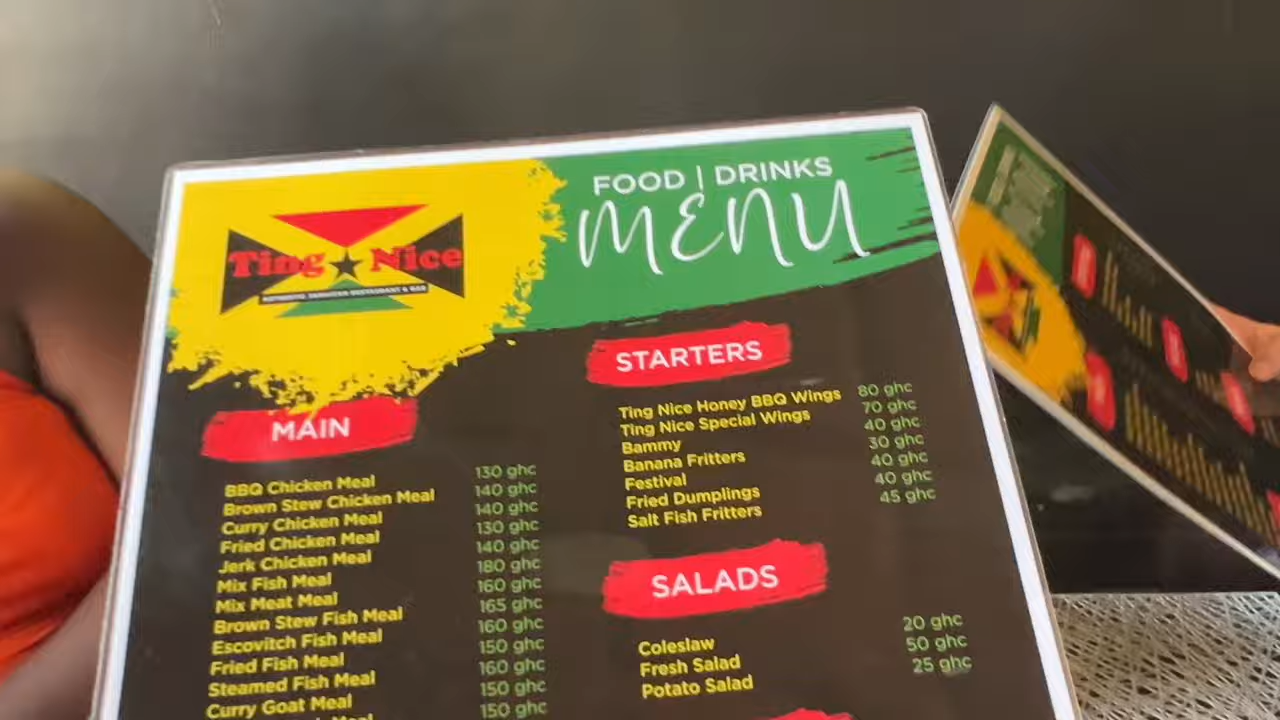 Ting Nice
AUTHENTIC JAMAICAN RESTAURANT & BAR
FOOD | DRINKS
MENU
MAIN
BBQ Chicken Meal 130 ghc
Brown Stew Chicken Meal 140 ghc
Curry Chicken Meal 140 ghc
Fried Chicken Meal 130 ghc
Jerk Chicken Meal 140 ghc
Mix Fish Meal 180 ghc
Mix Meat Meal 160 ghc
Brown Stew Fish Meal 165 ghc
Escovitch Fish Meal 160 ghc
Fried Fish Meal 150 ghc
Steamed Fish Meal 160 ghc
Curry Goat Meal 150 ghc
Meal 150 ghc
STARTERS
Ting Nice Honey BBQ Wings 80 ghc
Ting Nice Special Wings 70 ghc
Bammy 40 ghc
Banana Fritters 30 ghc
Festival 40 ghc
Fried Dumplings 40 ghc
Salt Fish Fritters 45 ghc
SALADS
Coleslaw 20 ghc
Fresh Salad 50 ghc
Potato Salad 25 ghc